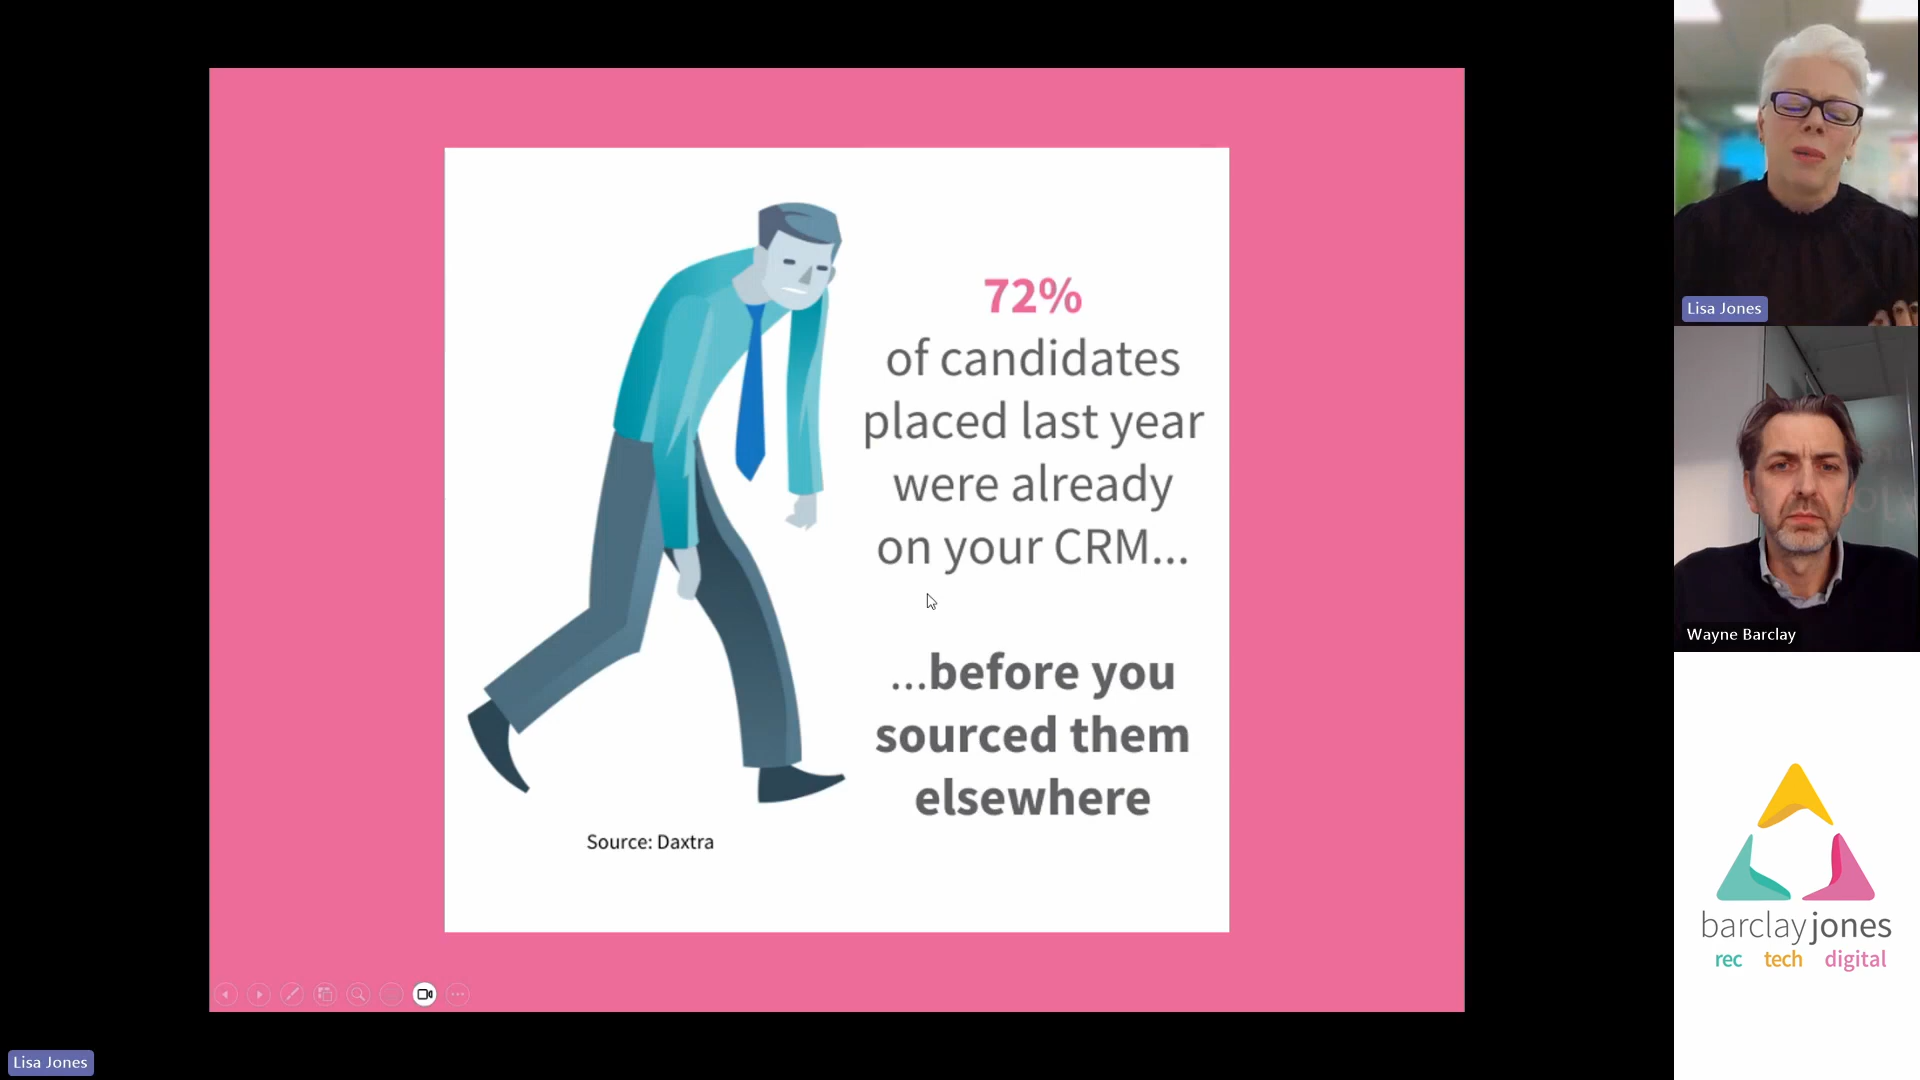 72%
of candidates
placed last year
were already
on your CRM...
...before you
sourced them
elsewhere
Source: Daxtra
Lisa Jones
Wayne Barclay
barclayjones
rec tech digital
Lisa Jones